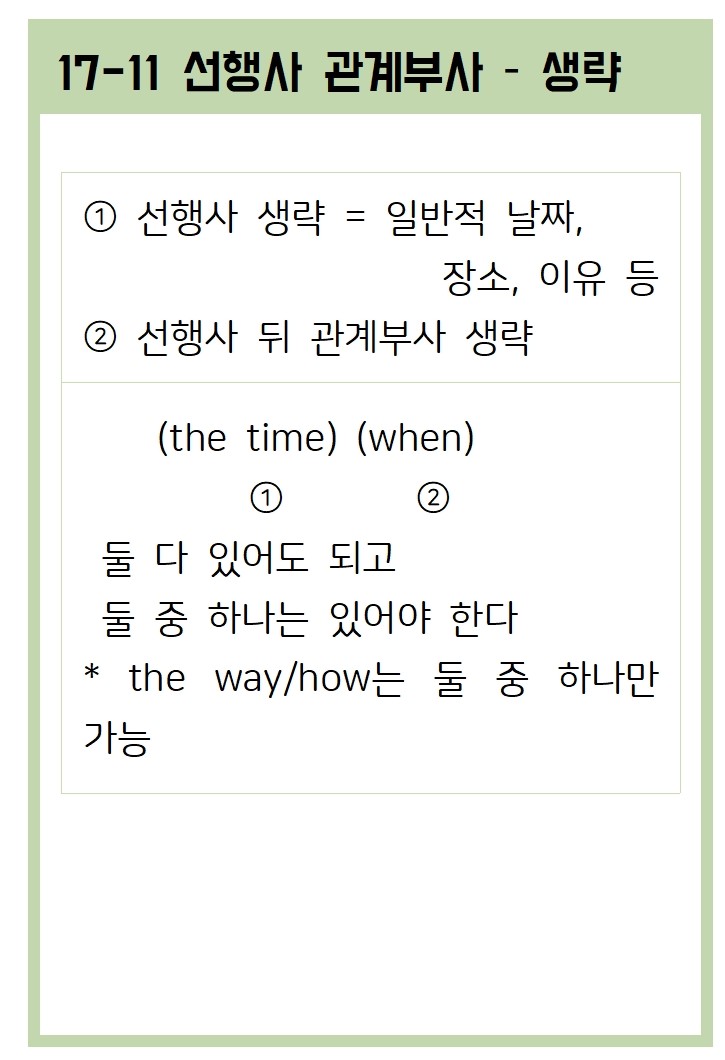 17-11 선행사 관계부사 - 생략
① 선행사 생략 = 일반적 날짜,
장소, 이유 등
② 선행사 뒤 관계부사 생략
(the time) (when)
① ②
둘 다 있어도 되고
둘 중 하나는 있어야 한다
* the way/how는 둘 중 하나만
가능